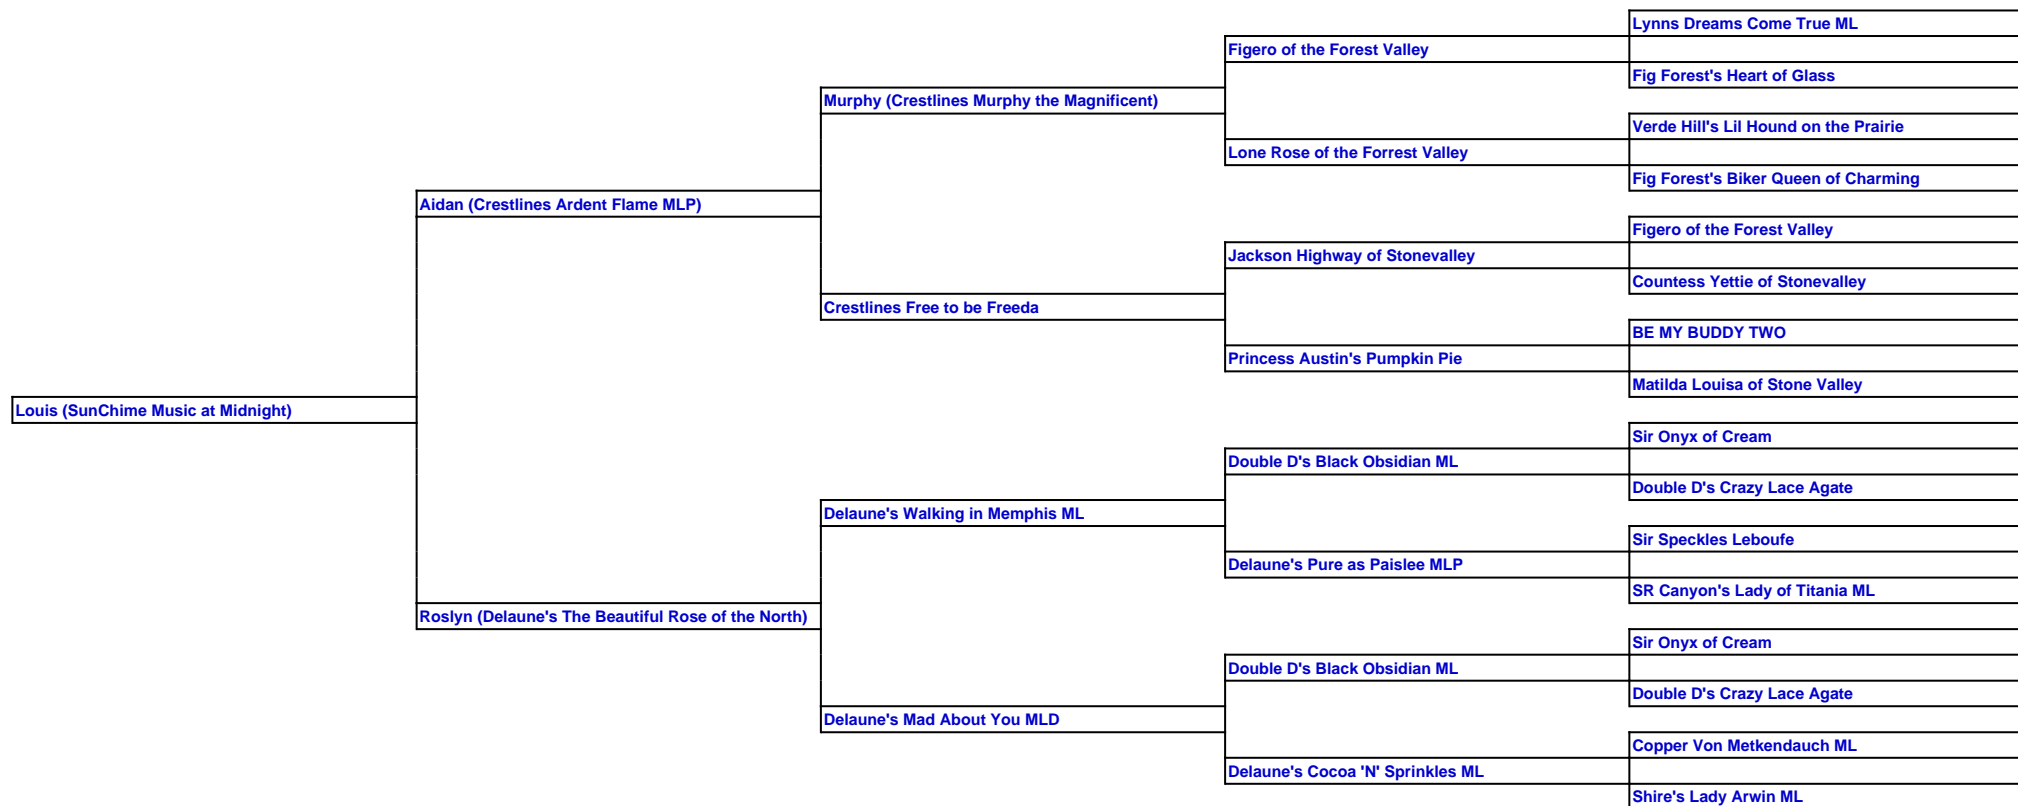 Lynns Dreams Come True ML
Figero of the Forest Valley
Fig Forest's Heart of Glass
Murphy (Crestlines Murphy the Magnificent)
Verde Hill's Lil Hound on the Prairie
Lone Rose of the Forrest Valley
Fig Forest's Biker Queen of Charming
Aidan (Crestlines Ardent Flame MLP)
Figero of the Forest Valley
Jackson Highway of Stonevalley
Countess Yettie of Stonevalley
Crestlines Free to be Freeda
BE MY BUDDY TWO
Princess Austin's Pumpkin Pie
Matilda Louisa of Stone Valley
Louis (SunChime Music at Midnight)
Sir Onyx of Cream
Double D's Black Obsidian ML
Double D's Crazy Lace Agate
Delaune's Walking in Memphis ML
Sir Speckles Leboufe
Delaune's Pure as Paislee MLP
SR Canyon's Lady of Titania ML
Roslyn (Delaune's The Beautiful Rose of the North)
Sir Onyx of Cream
Double D's Black Obsidian ML
Double D's Crazy Lace Agate
Delaune's Mad About You MLD
Copper Von Metkendauch ML
Delaune's Cocoa 'N' Sprinkles ML
Shire's Lady Arwin ML